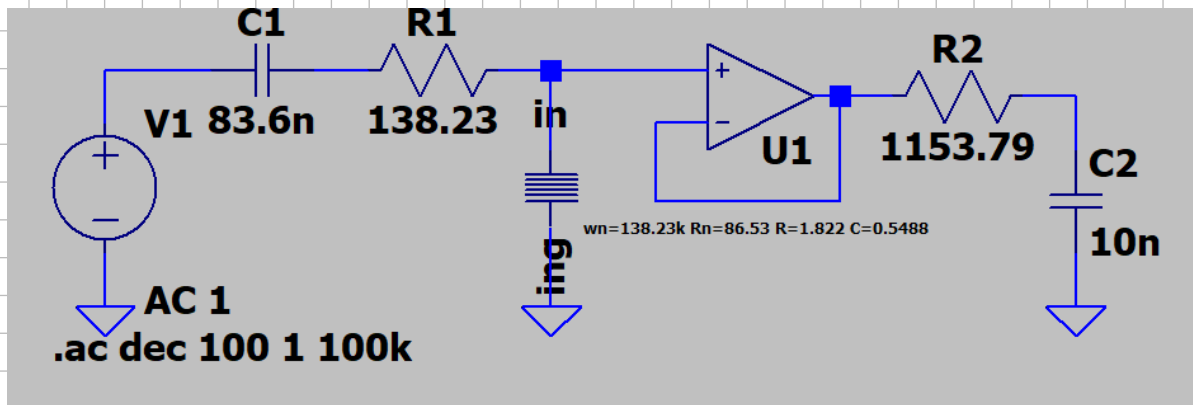 C1
R1
V1
83.6n
138.23
in
+
−
U1
R2
1153.79
C2
10n
+
−
wn=138.23k Rn=86.53 R=1.822 C=0.5488
ing
AC 1
.ac dec 100 1 100k